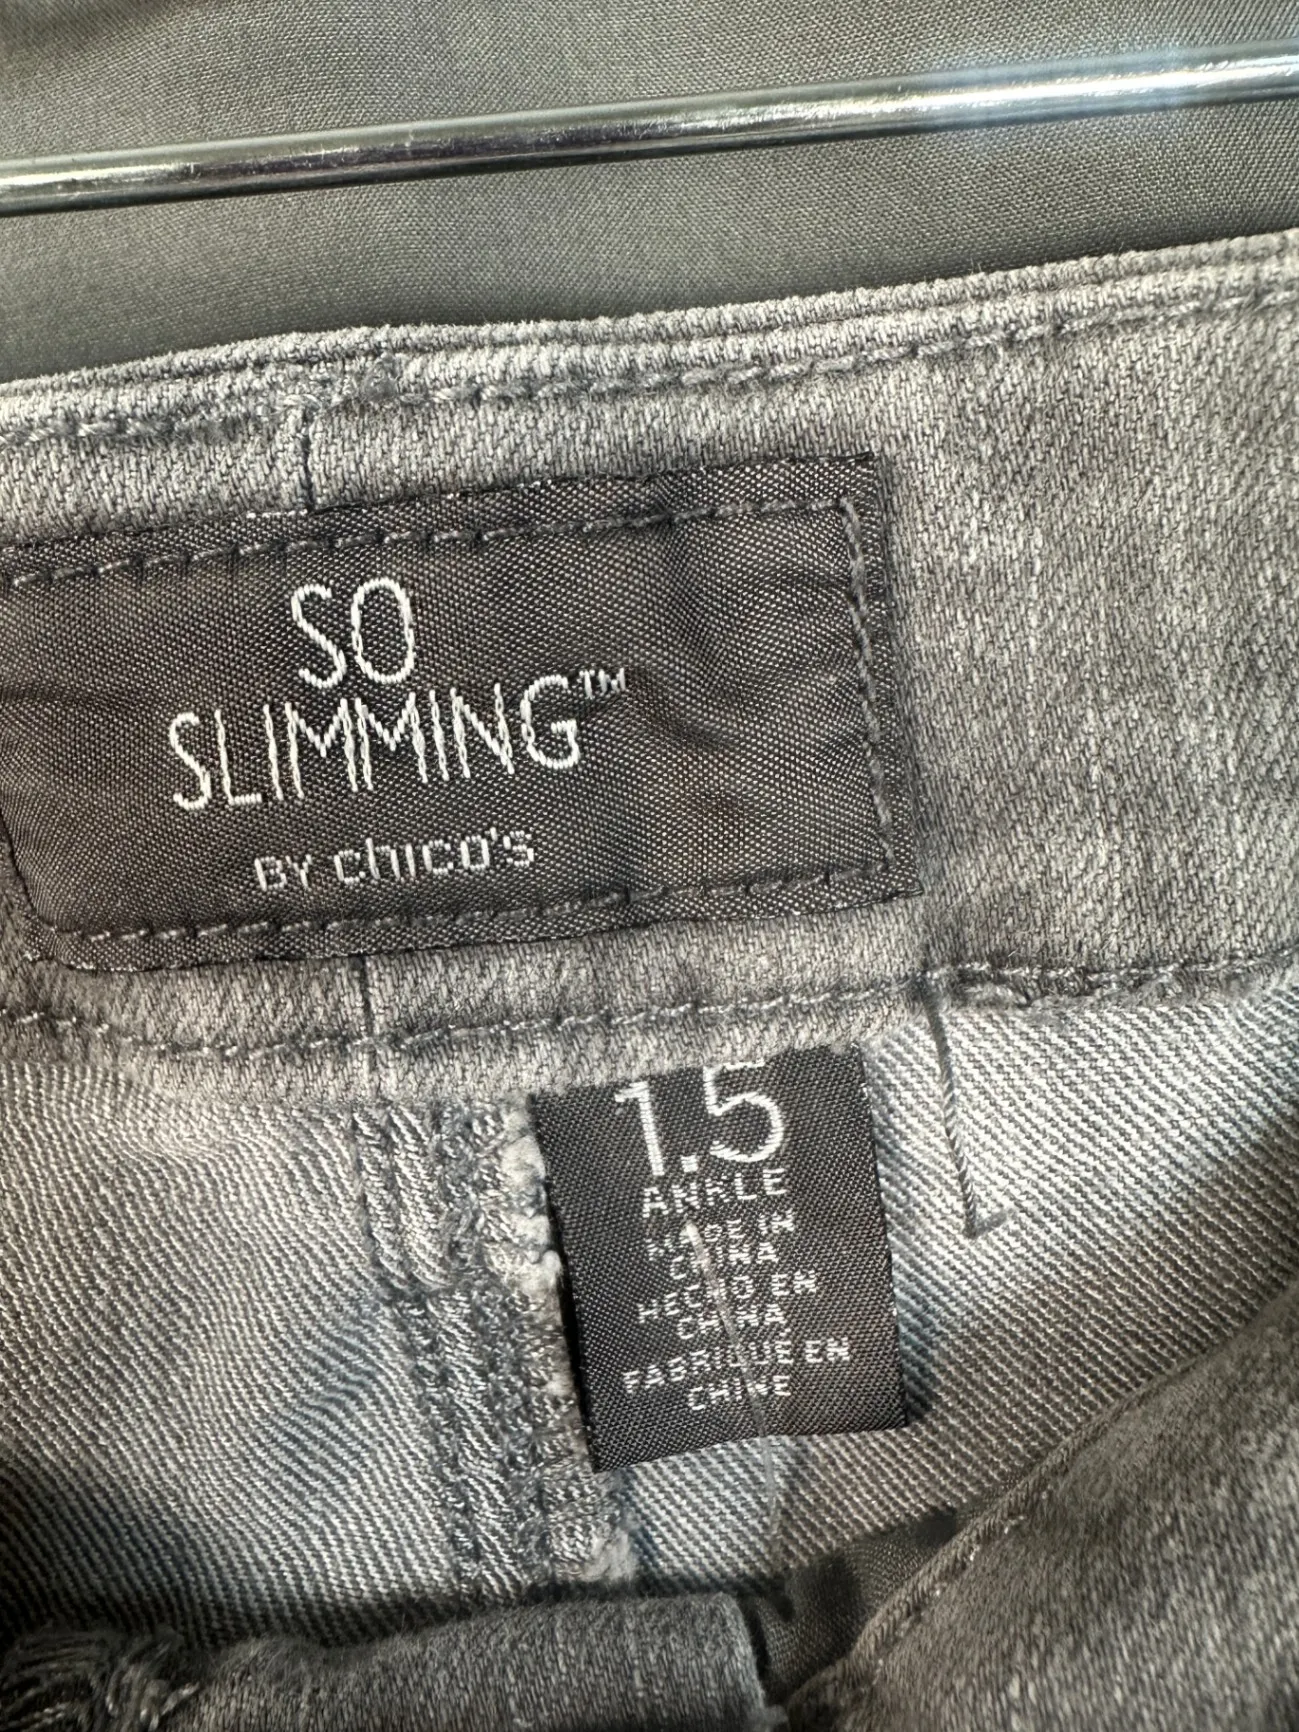 SO
SLIMMING™
BY chico's
1.5
ANKLE
MADE IN
CHINA
HECHO EN
CHINA
FABRIQUE EN
CHINE